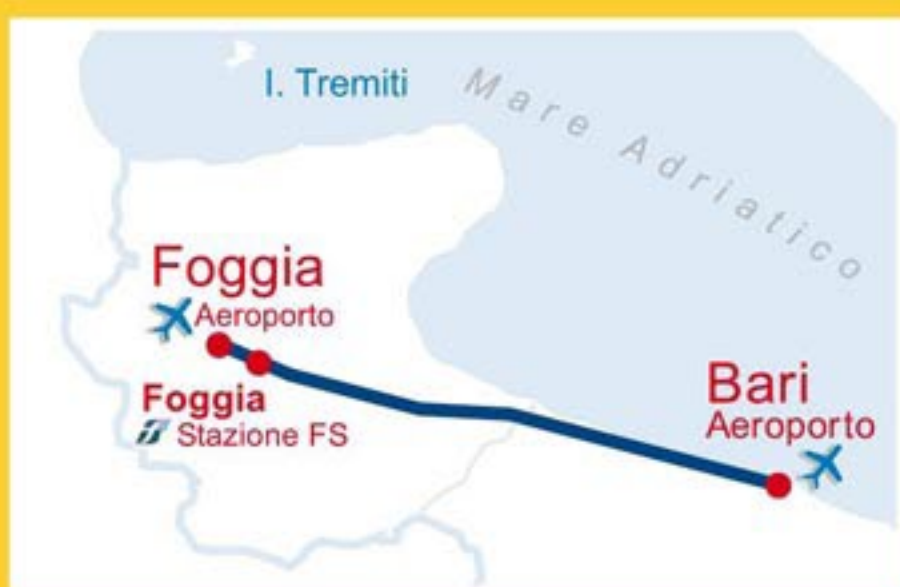 I. Tremiti
Mare Adriatico
Foggia
Aeroporto
Foggia
Stazione FS
Bari
Aeroporto